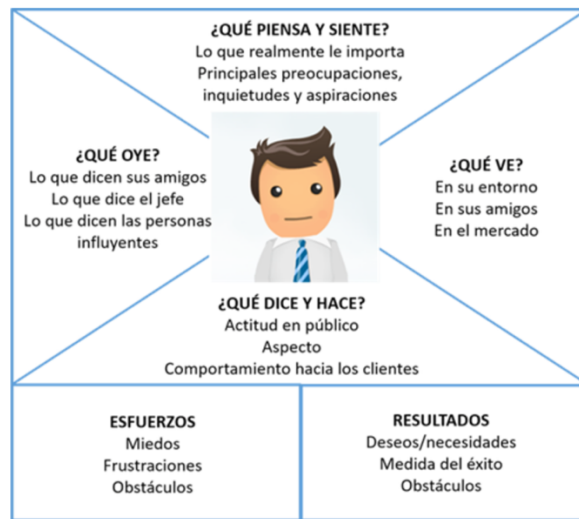 ¿QUÉ PIENSA Y SIENTE?
Lo que realmente le importa
Principales preocupaciones,
inquietudes y aspiraciones
¿QUÉ OYE?
Lo que dicen sus amigos
Lo que dice el jefe
Lo que dicen las personas
influyentes
¿QUÉ VE?
En su entorno
En sus amigos
En el mercado
¿QUÉ DICE Y HACE?
Actitud en público
Aspecto
Comportamiento hacia los clientes
ESFUERZOS
Miedos
Frustraciones
Obstáculos
RESULTADOS
Deseos/necesidades
Medida del éxito
Obstáculos